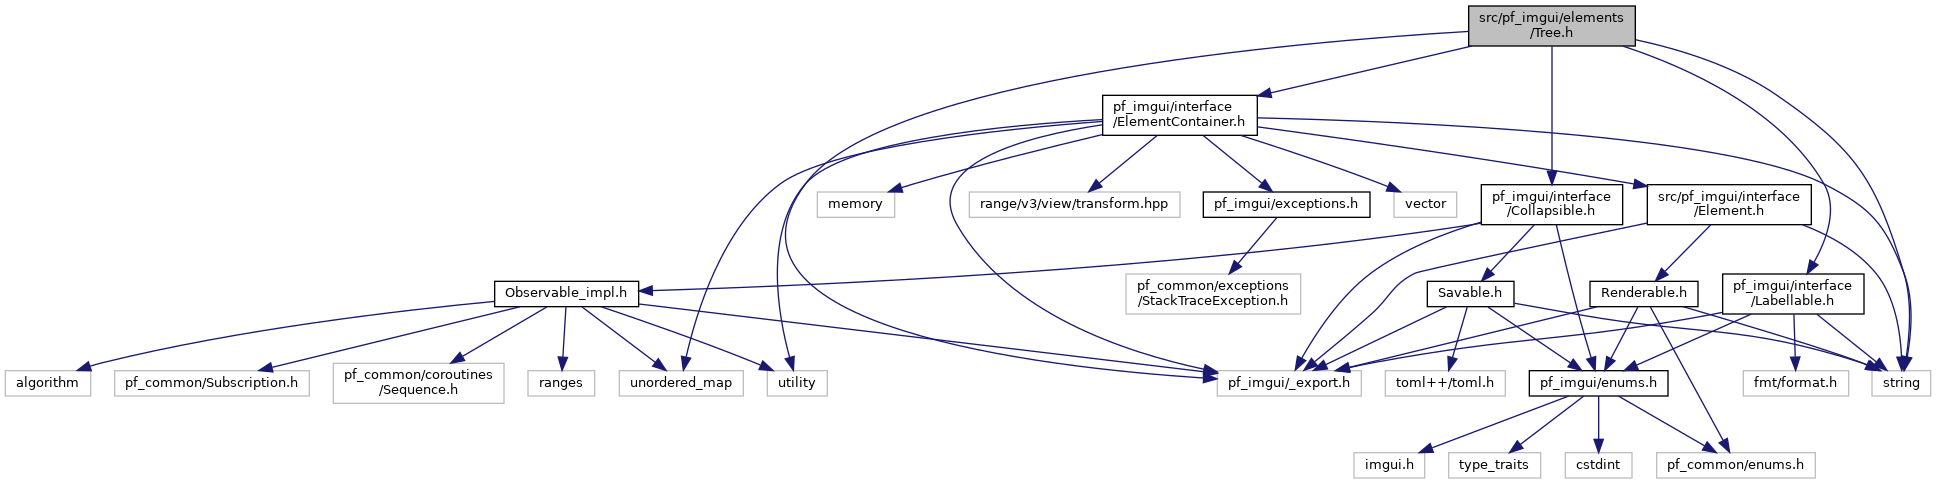 src/pf_imgui/elements
/Tree.h
pf_imgui/interface
/ElementContainer.h
memory
range/v3/view/transform.hpp
pf_imgui/exceptions.h
vector
pf_imgui/interface
/Collapsible.h
src/pf_imgui/interface
/Element.h
pf_common/exceptions
/StackTraceException.h
Observable_impl.h
Savable.h
Renderable.h
pf_imgui/interface
/Labellable.h
algorithm
pf_common/Subscription.h
pf_common/coroutines
/Sequence.h
ranges
unordered_map
utility
pf_imgui/_export.h
toml++/toml.h
pf_imgui/enums.h
fmt/format.h
string
imgui.h
type_traits
cstdint
pf_common/enums.h